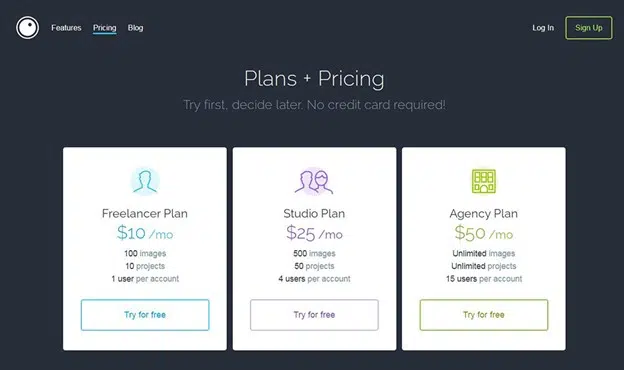 Features Pricing Blog Log In Sign Up
Plans + Pricing
Try first, decide later. No credit card required!
Freelancer Plan
$10 /mo
100 images
10 projects
1 user per account
Try for free
Studio Plan
$25 /mo
500 images
50 projects
4 users per account
Try for free
Agency Plan
$50 /mo
Unlimited images
Unlimited projects
15 users per account
Try for free